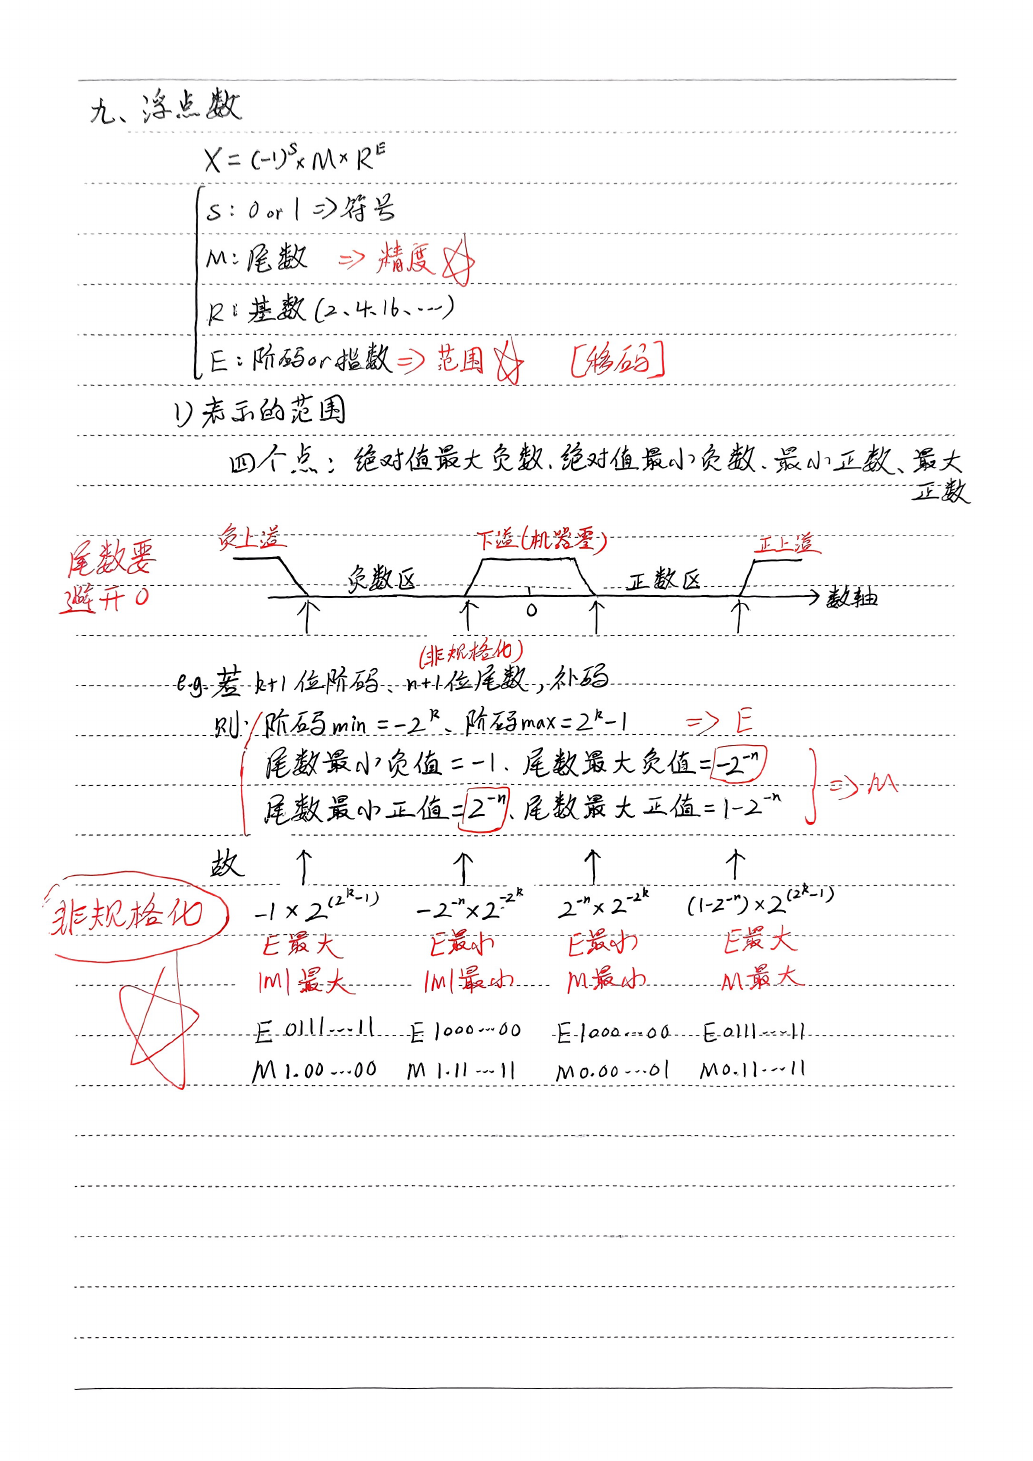 九、浮点数
X = (-1)^S × M × R^E
S: 0 or 1 => 符号
M: 尾数 => 精度 ☆
R: 基数 (2、4、16、…)
E: 阶码 or 指数 => 范围 ☆ [移码]
1) 表示的范围
四个点: 绝对值最大负数、绝对值最小负数、最小正数、最大
正数
负上溢 下溢(机器零) 正上溢
尾数要
避开0
负数区 正数区
0 数轴
(非规格化)
e.g. 若 k+1 位阶码、n+1 位尾数, 补码
则: 阶码min = -2^k、阶码max = 2^k - 1 => E
尾数最小负值 = -1、尾数最大负值 = -2^-n
尾数最小正值 = 2^-n、尾数最大正值 = 1-2^-n => M
故 ↑ ↑ ↑ ↑
非规格化
-1 × 2^(2^k-1) -2^-n × 2^-2^k 2^-n × 2^-2^k (1-2^-n) × 2^(2^k-1)
E最大 E最小 E最小 E最大
|M|最大 |M|最小 M最小 M最大
E 0111…11 E 1000…00 E 1000…00 E 0111…11
M 1.00…00 M 1.11…11 M 0.00…01 M 0.11…11